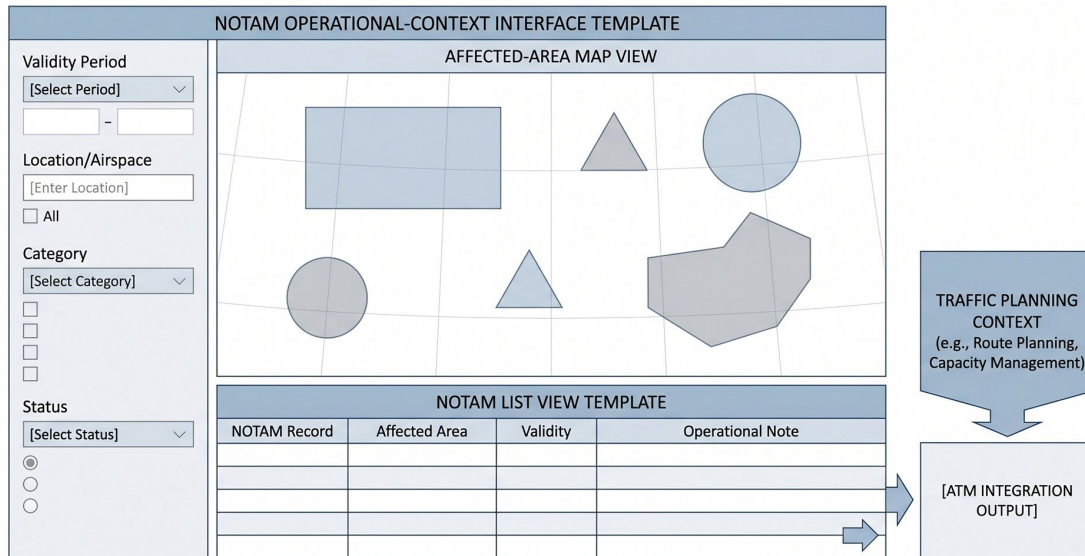 NOTAM OPERATIONAL-CONTEXT INTERFACE TEMPLATE
Validity Period
[Select Period]
–
Location/Airspace
[Enter Location]
All
Category
[Select Category]
Status
[Select Status]
AFFECTED-AREA MAP VIEW
NOTAM LIST VIEW TEMPLATE
NOTAM Record	Affected Area	Validity	Operational Note
TRAFFIC PLANNING
CONTEXT
(e.g., Route Planning,
Capacity Management)
[ATM INTEGRATION
OUTPUT]